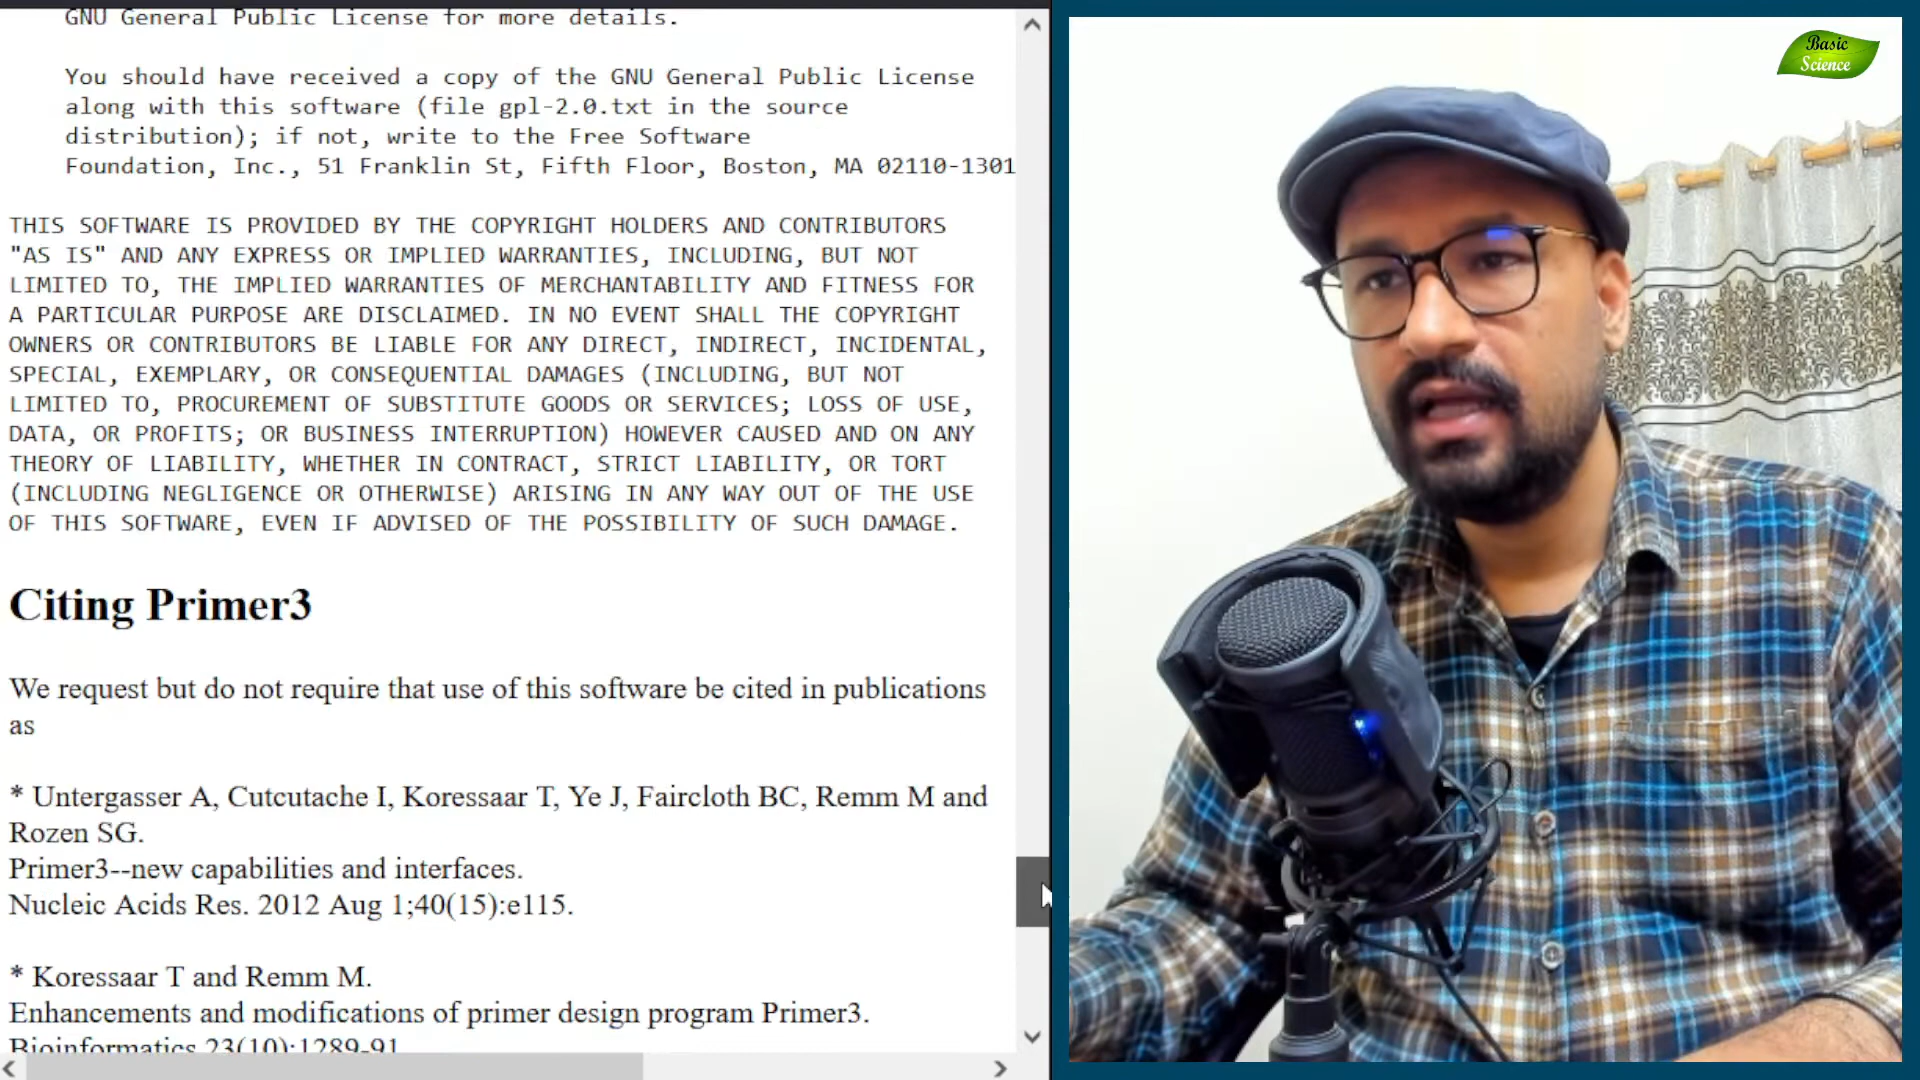 GNU General Public License for more details.
You should have received a copy of the GNU General Public License
along with this software (file gpl-2.0.txt in the source
distribution); if not, write to the Free Software
Foundation, Inc., 51 Franklin St, Fifth Floor, Boston, MA 02110-1301
THIS SOFTWARE IS PROVIDED BY THE COPYRIGHT HOLDERS AND CONTRIBUTORS
"AS IS" AND ANY EXPRESS OR IMPLIED WARRANTIES, INCLUDING, BUT NOT
LIMITED TO, THE IMPLIED WARRANTIES OF MERCHANTABILITY AND FITNESS FOR
A PARTICULAR PURPOSE ARE DISCLAIMED. IN NO EVENT SHALL THE COPYRIGHT
OWNERS OR CONTRIBUTORS BE LIABLE FOR ANY DIRECT, INDIRECT, INCIDENTAL,
SPECIAL, EXEMPLARY, OR CONSEQUENTIAL DAMAGES (INCLUDING, BUT NOT
LIMITED TO, PROCUREMENT OF SUBSTITUTE GOODS OR SERVICES; LOSS OF USE,
DATA, OR PROFITS; OR BUSINESS INTERRUPTION) HOWEVER CAUSED AND ON ANY
THEORY OF LIABILITY, WHETHER IN CONTRACT, STRICT LIABILITY, OR TORT
(INCLUDING NEGLIGENCE OR OTHERWISE) ARISING IN ANY WAY OUT OF THE USE
OF THIS SOFTWARE, EVEN IF ADVISED OF THE POSSIBILITY OF SUCH DAMAGE.
Citing Primer3
We request but do not require that use of this software be cited in publications
as
* Untergasser A, Cutcutache I, Koressaar T, Ye J, Faircloth BC, Remm M and
Rozen SG.
Primer3--new capabilities and interfaces.
Nucleic Acids Res. 2012 Aug 1;40(15):e115.
* Koressaar T and Remm M.
Enhancements and modifications of primer design program Primer3.
Bioinformatics 23(10):1289-91
Basic
Science